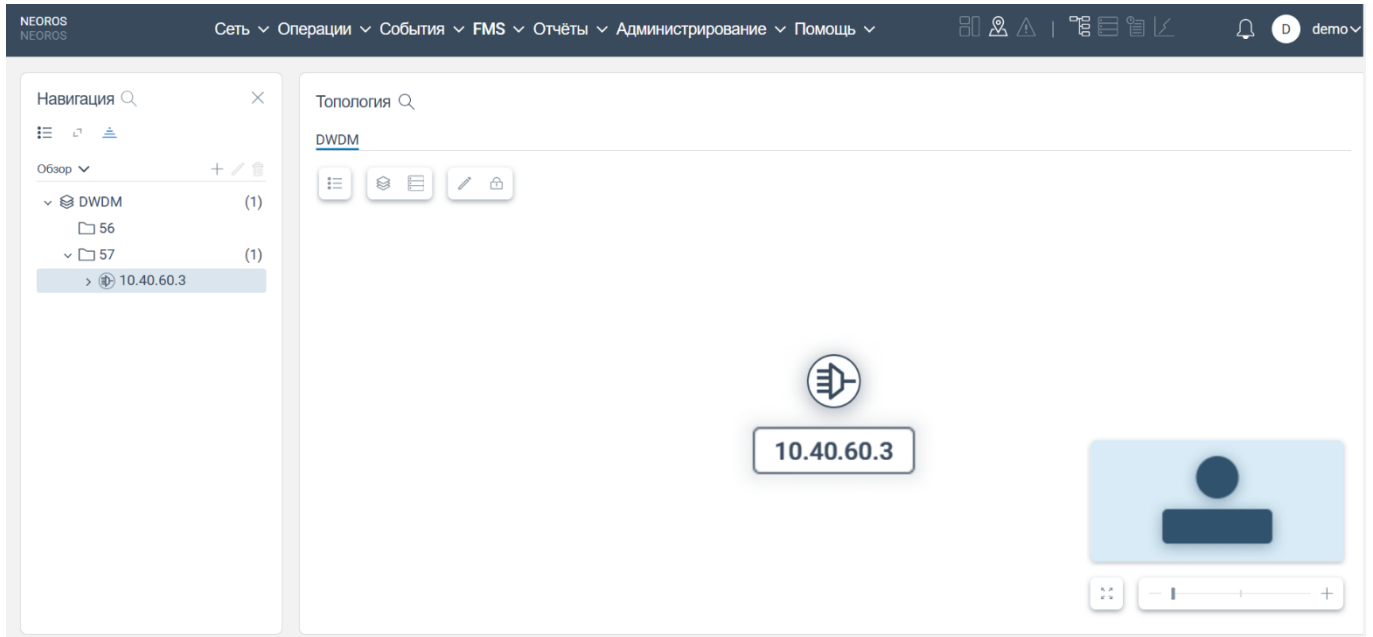 NEOROS
NEOROS
Сеть Операции События FMS Отчёты Администрирование Помощь
D demo
Навигация
Обзор
DWDM (1)
56
57 (1)
10.40.60.3
Топология
DWDM
10.40.60.3